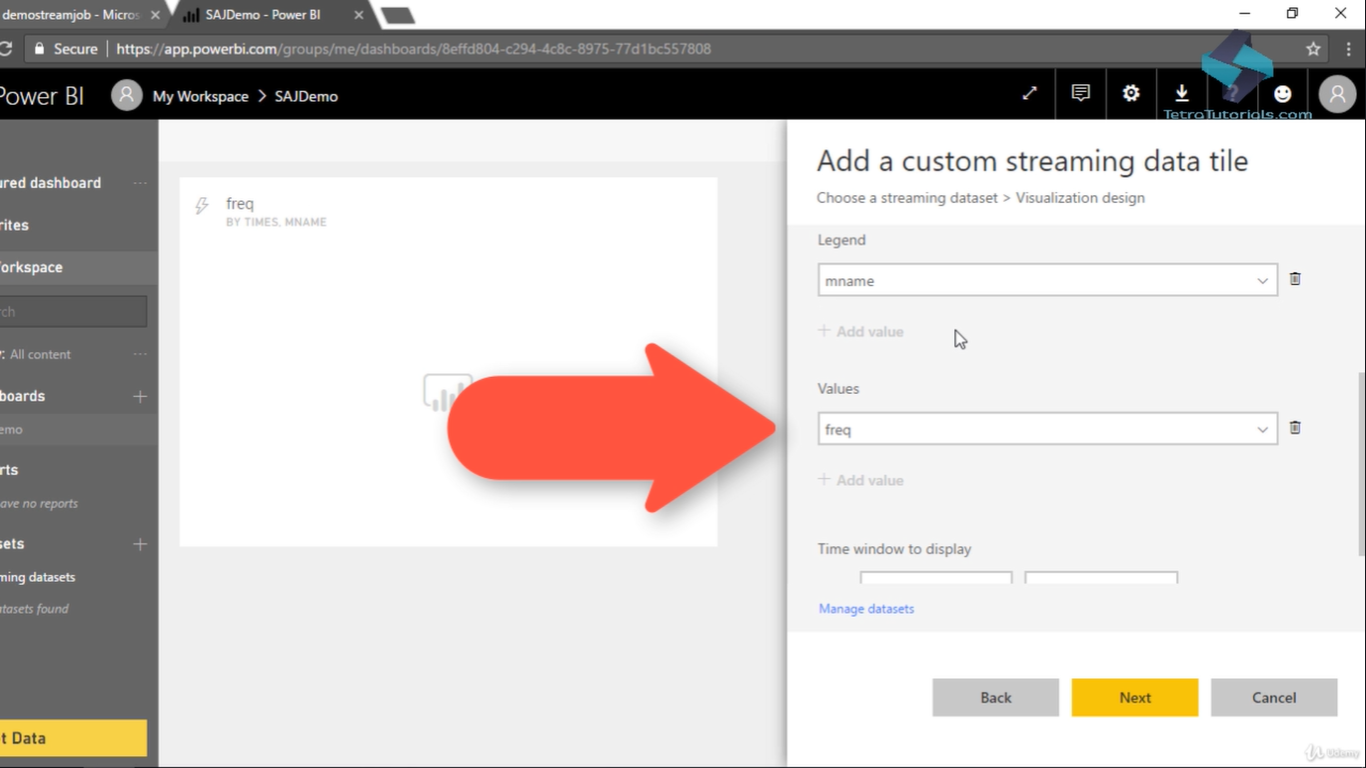 demostreamjob - Micros
SAJDemo - Power BI
Secure
https://app.powerbi.com/groups/me/dashboards/8effd804-c294-4c8c-8975-77d1bc557808
Power BI
My Workspace > SAJDemo
TetraTutorials.com
ured dashboard
rites
orkspace
rch
y: All content
boards
emo
rts
ave no reports
sets
ming datasets
atasets found
t Data
freq
BY TIMES, MNAME
Add a custom streaming data tile
Choose a streaming dataset > Visualization design
Legend
mname
+ Add value
Values
freq
+ Add value
Time window to display
Manage datasets
Back
Next
Cancel
Udemy